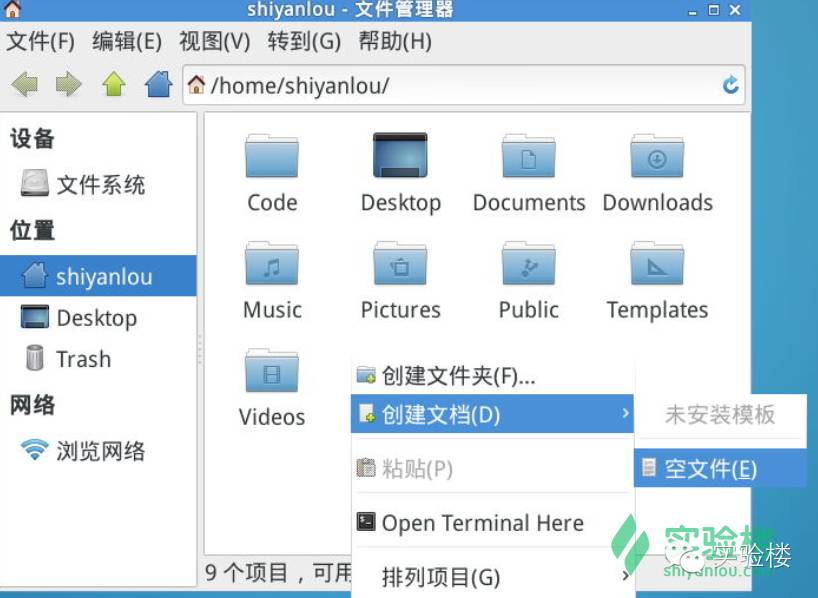 shiyanlou - 文件管理器
文件(F) 编辑(E) 视图(V) 转到(G) 帮助(H)
/home/shiyanlou/
设备
文件系统
位置
shiyanlou
Desktop
Trash
网络
浏览网络
Code Desktop Documents Downloads
Music Pictures Public Templates
Videos
创建文件夹(F)...
创建文档(D)
未安装模板
粘贴(P)
空文件(E)
Open Terminal Here
排列项目(G)
9 个项目，可用
实验楼
shiyanlou.com
实验楼